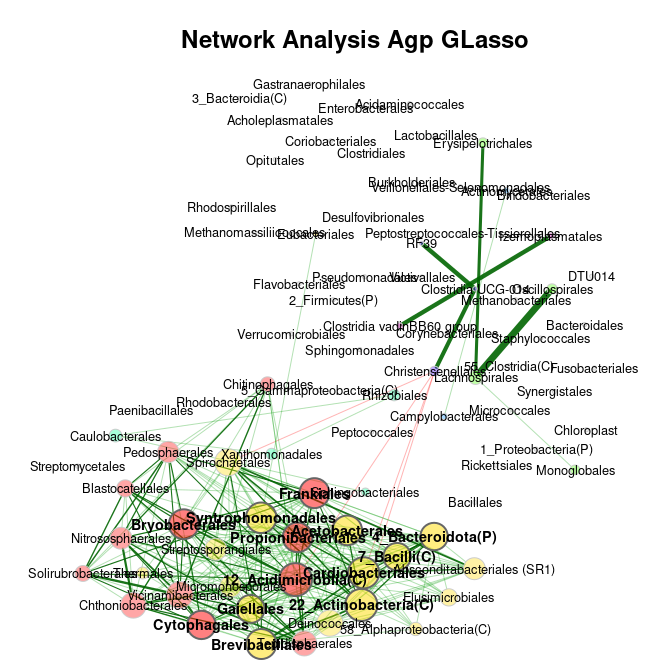 Network Analysis Agp GLasso
Gastranaerophilales
3_Bacteroidia(C)
Acidaminococcales
Enterobacterales
Acholeplasmatales
Lactobacillales
Coriobacteriales
Erysipelotrichales
Clostridiales
Opitutales
Burkholderiales
Veillonellales-Selenomonadales
Actinomycetales
Bifidobacteriales
Rhodospirillales
Desulfovibrionales
Methanomassiliicoccales
Eubacteriales
Peptostreptococcales-Tissierellales
Izemoplasmatales
RF39
Pseudomonadales
Victivallales
DTU014
Flavobacteriales
Clostridia UCG-014
Oscillospirales
2_Firmicutes(P)
Methanobacteriales
Clostridia vadinBB60 group
Bacteroidales
Verrucomicrobiales
Corynebacteriales
Staphylococcales
Sphingomonadales
55_Clostridia(C)
Fusobacteriales
Christensenellales
Lachnospirales
Chitinophagales
5_Gammaproteobacteria(C)
Rhizobiales
Synergistales
Rhodobacterales
Paenibacillales
Micrococcales
Campylobacterales
Caulobacterales
Peptococcales
Chloroplast
Pedosphaerales
Xanthomonadales
1_Proteobacteria(P)
Streptomycetales
Spirochaetales
Rickettsiales
Monoglobales
Blastocatellales
Frankiales
Sphingobacteriales
Bacillales
Syntrophomonadales
Bryobacterales
Acetobacterales
Nitrososphaerales
Propionibacteriales
4_Bacteroidota(P)
Streptosporangiales
7_Bacilli(C)
Solirubrobacterales
Thermales
12_Acidimicrobiia(C)
Cardiobacteriales
Absconditabacteriales (SR1)
Micromonosporales
Vicinamibacterales
Chthoniobacterales
Gaiellales
22_Actinobacteria(C)
Elusimicrobiales
Cytophagales
Deinococcales
58_Alphaproteobacteria(C)
Brevibacillales